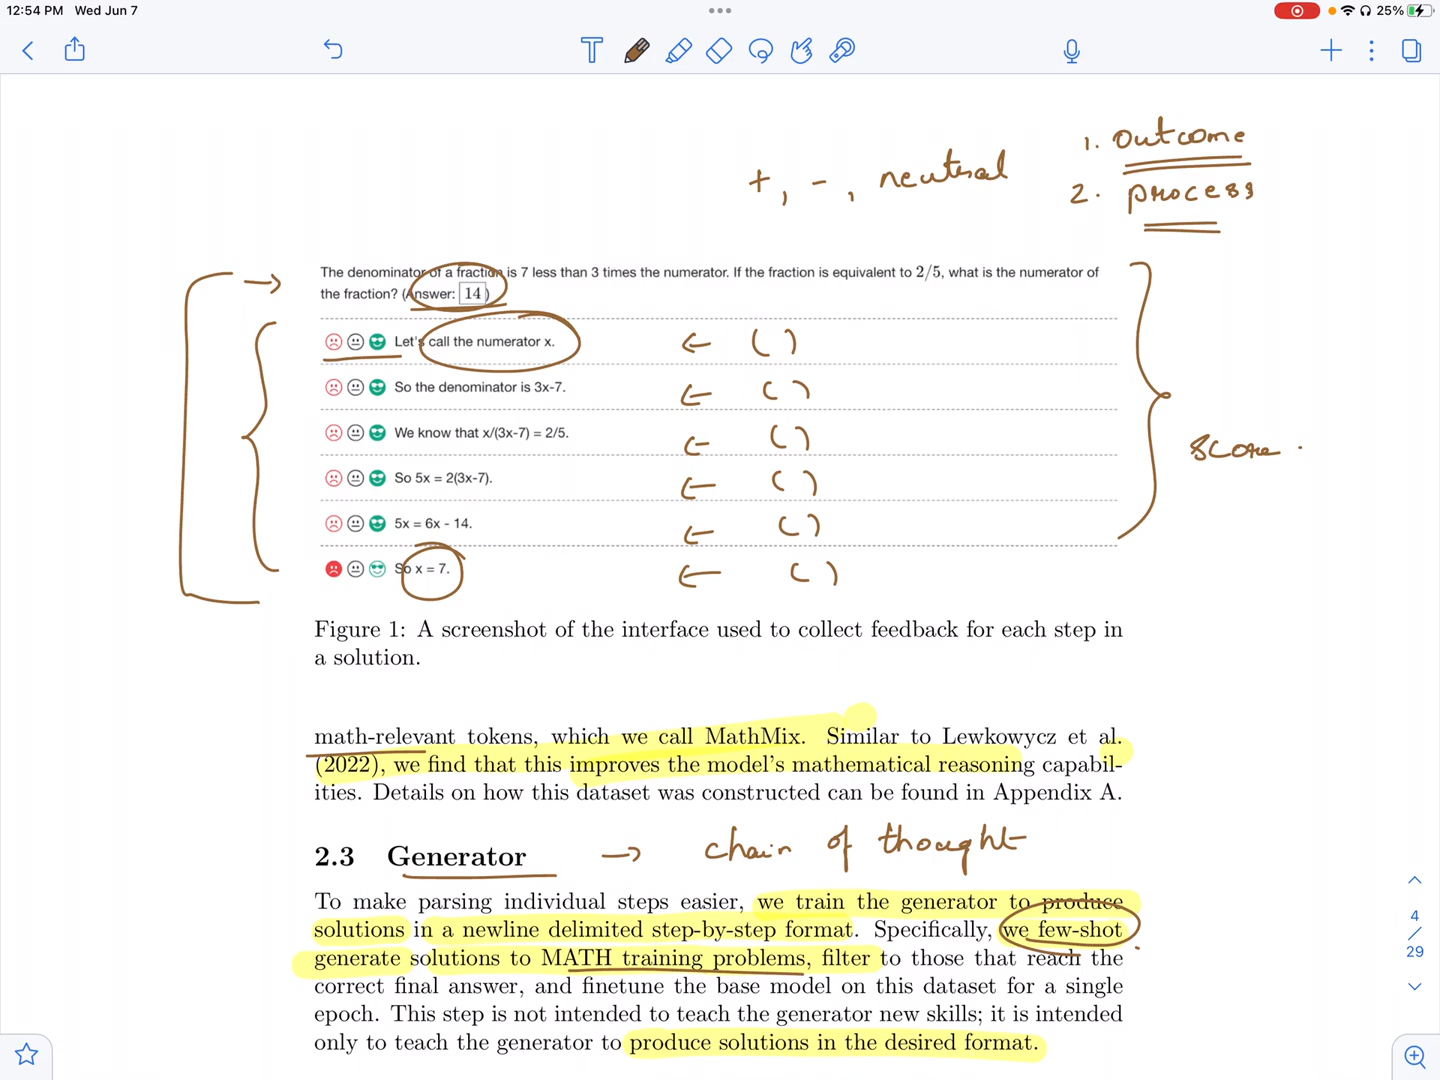 12:54 PM Wed Jun 7
25%
1. outcome
+, -, neutral
2. process
The denominator of a fraction is 7 less than 3 times the numerator. If the fraction is equivalent to 2/5, what is the numerator of
the fraction? (Answer: 14)
Let's call the numerator x. ← ( )
So the denominator is 3x-7. ← ( )
We know that x/(3x-7) = 2/5. ← ( )
score.
So 5x = 2(3x-7). ← ( )
5x = 6x - 14. ← ( )
So x = 7. ← ( )
Figure 1: A screenshot of the interface used to collect feedback for each step in
a solution.
math-relevant tokens, which we call MathMix. Similar to Lewkowycz et al.
(2022), we find that this improves the model's mathematical reasoning capabil-
ities. Details on how this dataset was constructed can be found in Appendix A.
2.3 Generator → chain of thought
To make parsing individual steps easier, we train the generator to produce
solutions in a newline delimited step-by-step format. Specifically, we few-shot
generate solutions to MATH training problems, filter to those that reach the
correct final answer, and finetune the base model on this dataset for a single
epoch. This step is not intended to teach the generator new skills; it is intended
only to teach the generator to produce solutions in the desired format.
4
/
29